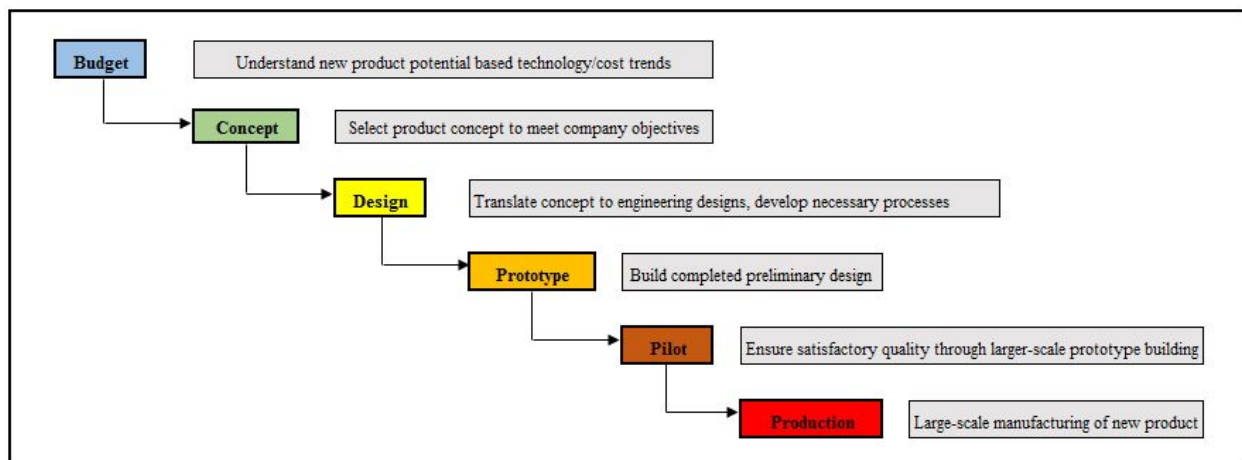 Budget
Understand new product potential based technology/cost trends
Concept
Select product concept to meet company objectives
Design
Translate concept to engineering designs, develop necessary processes
Prototype
Build completed preliminary design
Pilot
Ensure satisfactory quality through larger-scale prototype building
Production
Large-scale manufacturing of new product